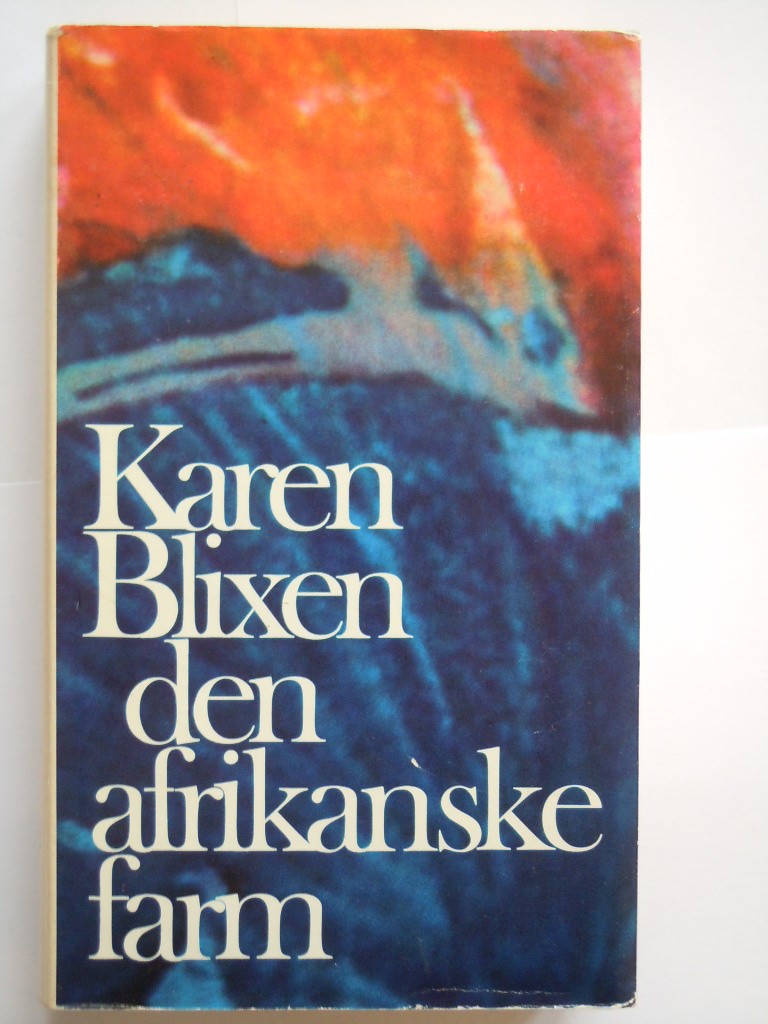 Karen
Blixen
den
afrikanske
farm